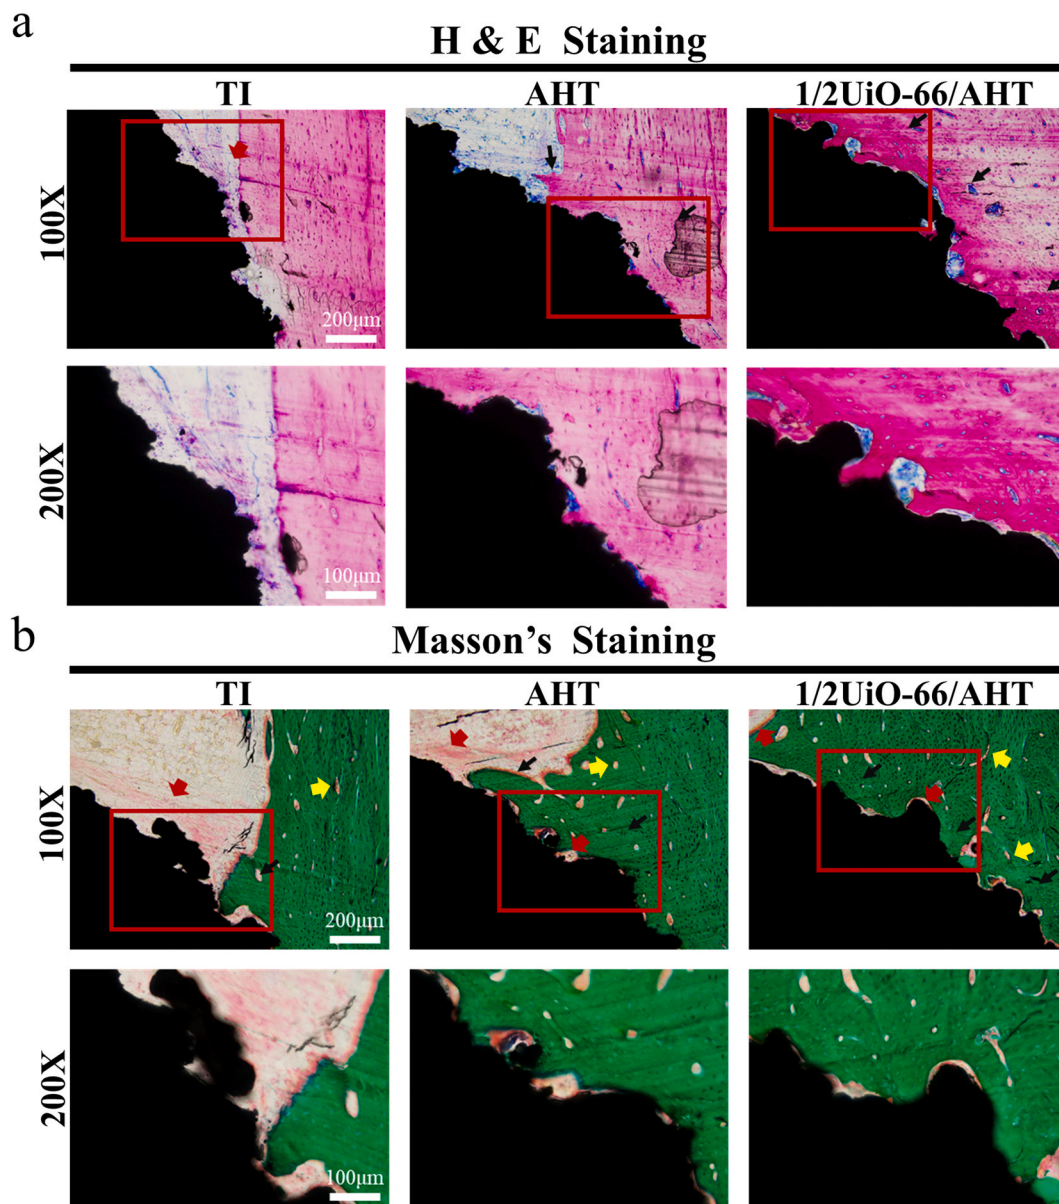 a
H & E Staining
TI AHT 1/2UiO-66/AHT
100X
200μm
200X
100μm
b
Masson's Staining
TI AHT 1/2UiO-66/AHT
100X
200μm
200X
100μm